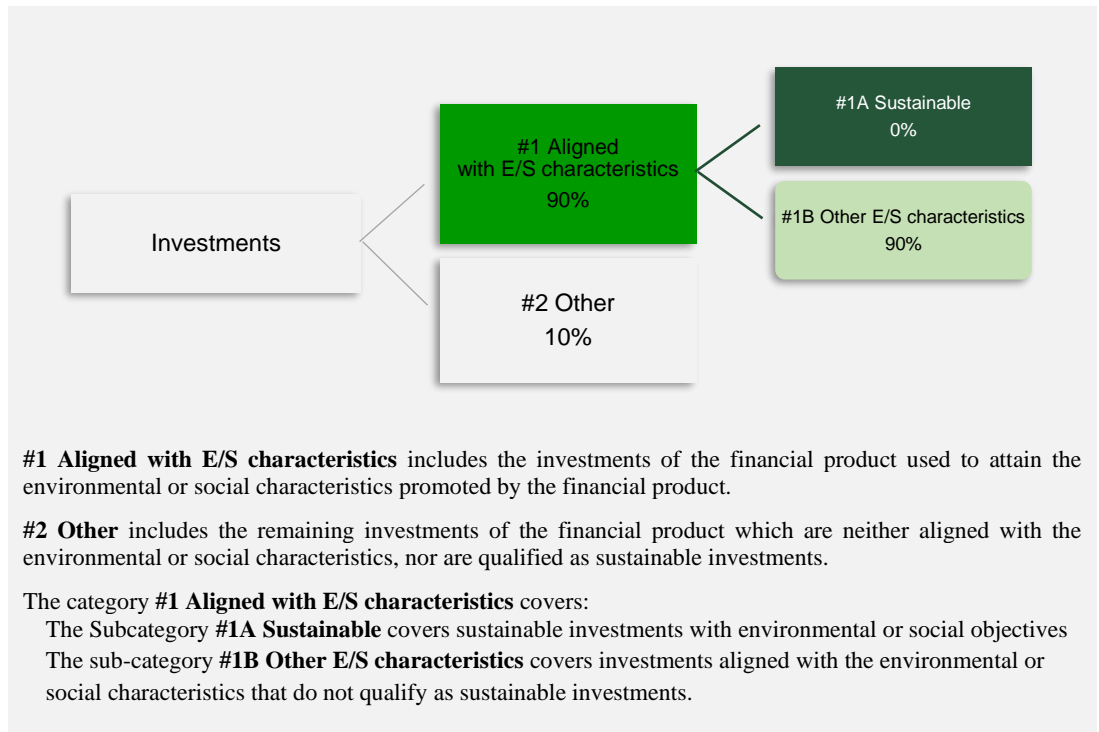 #1A Sustainable
0%
#1 Aligned
with E/S characteristics
90%
#1B Other E/S characteristics
90%
Investments
#2 Other
10%
#1 Aligned with E/S characteristics includes the investments of the financial product used to attain the
environmental or social characteristics promoted by the financial product.
#2 Other includes the remaining investments of the financial product which are neither aligned with the
environmental or social characteristics, nor are qualified as sustainable investments.
The category #1 Aligned with E/S characteristics covers:
The Subcategory #1A Sustainable covers sustainable investments with environmental or social objectives
The sub-category #1B Other E/S characteristics covers investments aligned with the environmental or
social characteristics that do not qualify as sustainable investments.